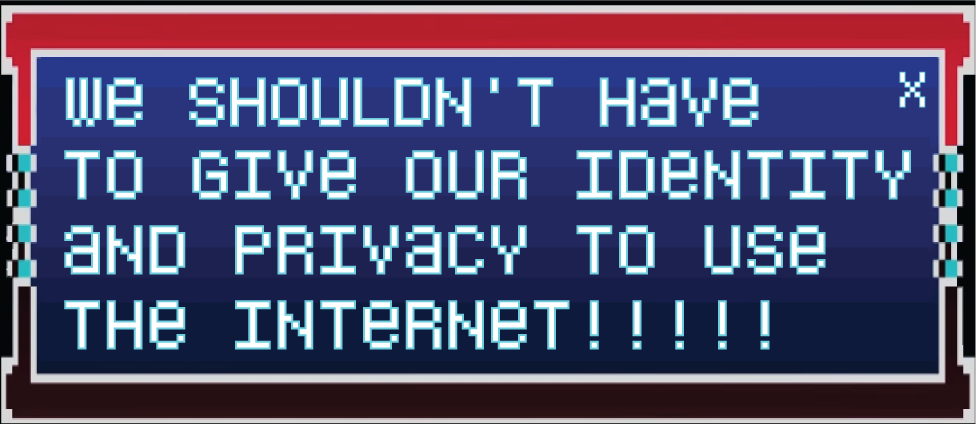 We SHOULDN'T Have X
TO GIVe OUR IDeNTITY
aND PRIVaCY TO USe
THe INTeRNeT!!!!!